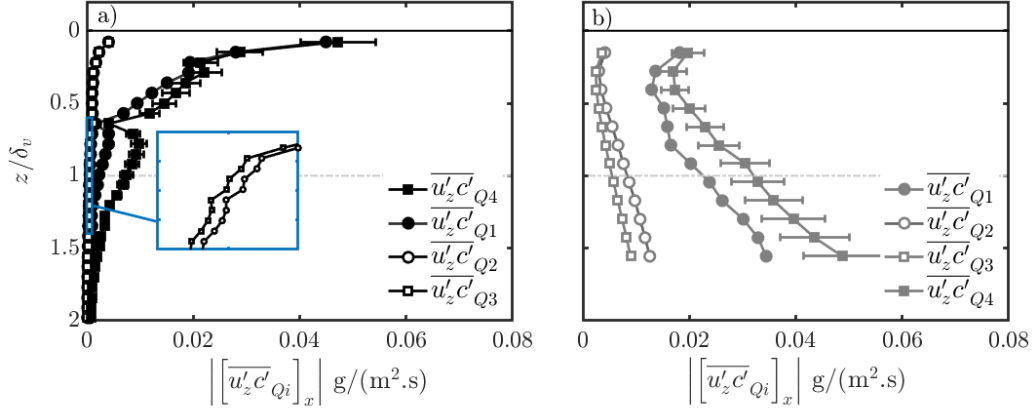 a)
0
0.5
1
1.5
2
z/δ_v
u'_z c'_Q4
u'_z c'_Q1
u'_z c'_Q2
u'_z c'_Q3
0 0.02 0.04 0.06 0.08
|[u'_z c'_Qi]_x| g/(m².s)
b)
u'_z c'_Q1
u'_z c'_Q2
u'_z c'_Q3
u'_z c'_Q4
0 0.02 0.04 0.06 0.08
|[u'_z c'_Qi]_x| g/(m².s)